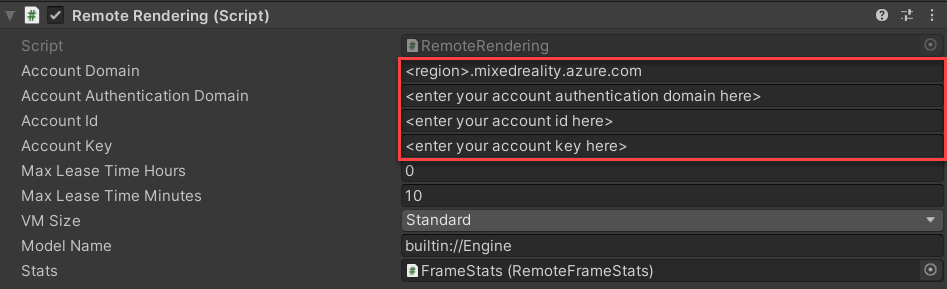 Remote Rendering (Script)
Script RemoteRendering
Account Domain <region>.mixedreality.azure.com
Account Authentication Domain <enter your account authentication domain here>
Account Id <enter your account id here>
Account Key <enter your account key here>
Max Lease Time Hours 0
Max Lease Time Minutes 10
VM Size Standard
Model Name builtin://Engine
Stats FrameStats (RemoteFrameStats)